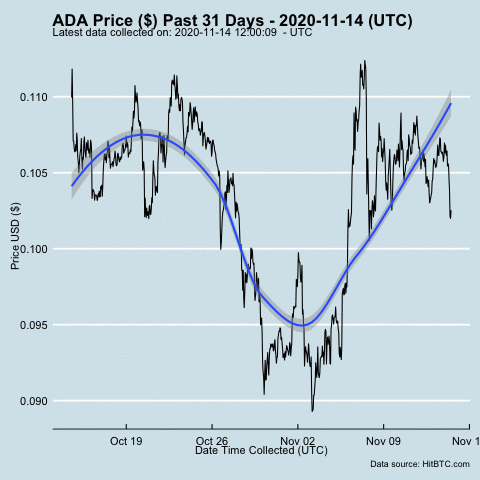 ADA Price ($) Past 31 Days - 2020-11-14 (UTC)
Latest data collected on: 2020-11-14 12:00:09 - UTC
Price USD ($)
0.110
0.105
0.100
0.095
0.090
Oct 19 Oct 26 Nov 02 Nov 09 Nov 1
Date Time Collected (UTC)
Data source: HitBTC.com